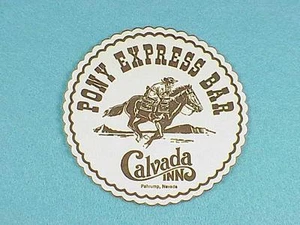 PONY EXPRESS BAR
Calvada
INN
Pahrump, Nevada